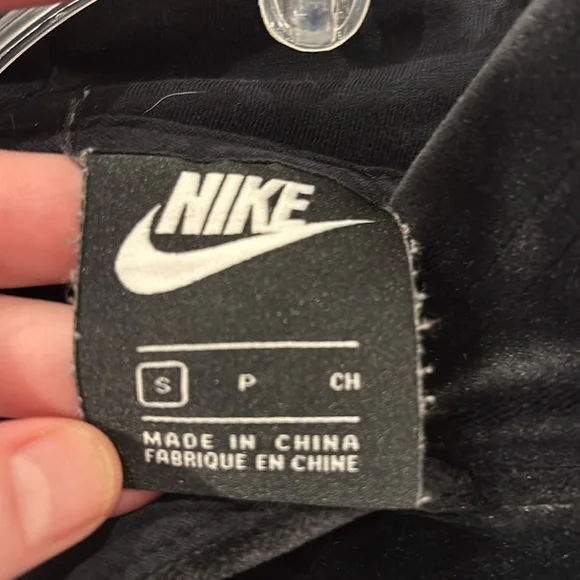 NIKE
S P CH
MADE IN CHINA
FABRIQUE EN CHINE